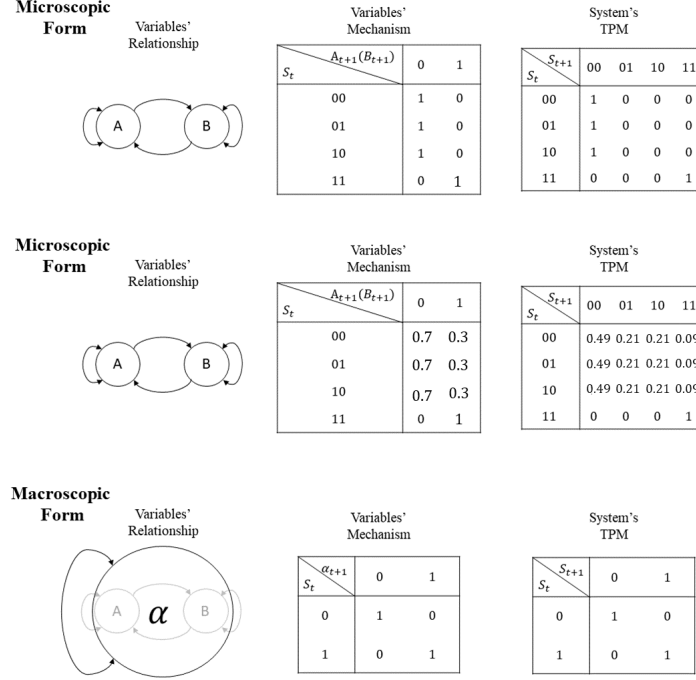 Microscopic
Form
Variables'
Relationship
A
B
Variables'
Mechanism
S_t A_{t+1}(B_{t+1}) 0 1
00 1 0
01 1 0
10 1 0
11 0 1
System's
TPM
S_t S_{t+1} 00 01 10 11
00 1 0 0 0
01 1 0 0 0
10 1 0 0 0
11 0 0 0 1
Microscopic
Form
Variables'
Relationship
A
B
Variables'
Mechanism
S_t A_{t+1}(B_{t+1}) 0 1
00 0.7 0.3
01 0.7 0.3
10 0.7 0.3
11 0 1
System's
TPM
S_t S_{t+1} 00 01 10 11
00 0.49 0.21 0.21 0.09
01 0.49 0.21 0.21 0.09
10 0.49 0.21 0.21 0.09
11 0 0 0 1
Macroscopic
Form
Variables'
Relationship
A
α
B
Variables'
Mechanism
S_t α_{t+1} 0 1
0 1 0
1 0 1
System's
TPM
S_t S_{t+1} 0 1
0 1 0
1 0 1